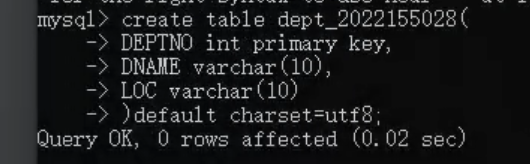 mysql> create table dept_2022155028(
    -> DEPTNO int primary key,
    -> DNAME varchar(10),
    -> LOC varchar(10)
    -> )default charset=utf8;
Query OK, 0 rows affected (0.02 sec)